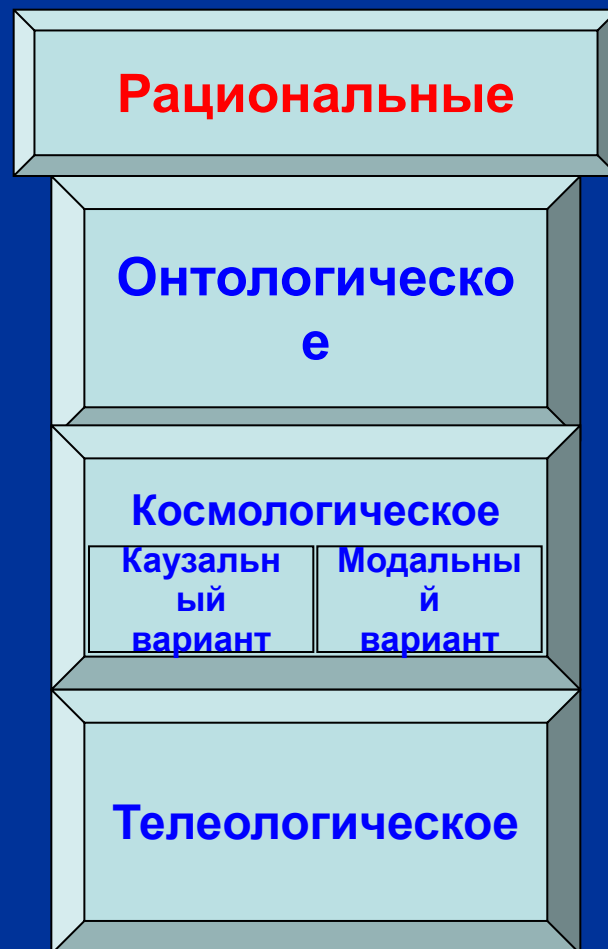 Рациональные
Онтологическо
е
Космологическое
Каузальн
ый
вариант
Модальны
й
вариант
Телеологическое